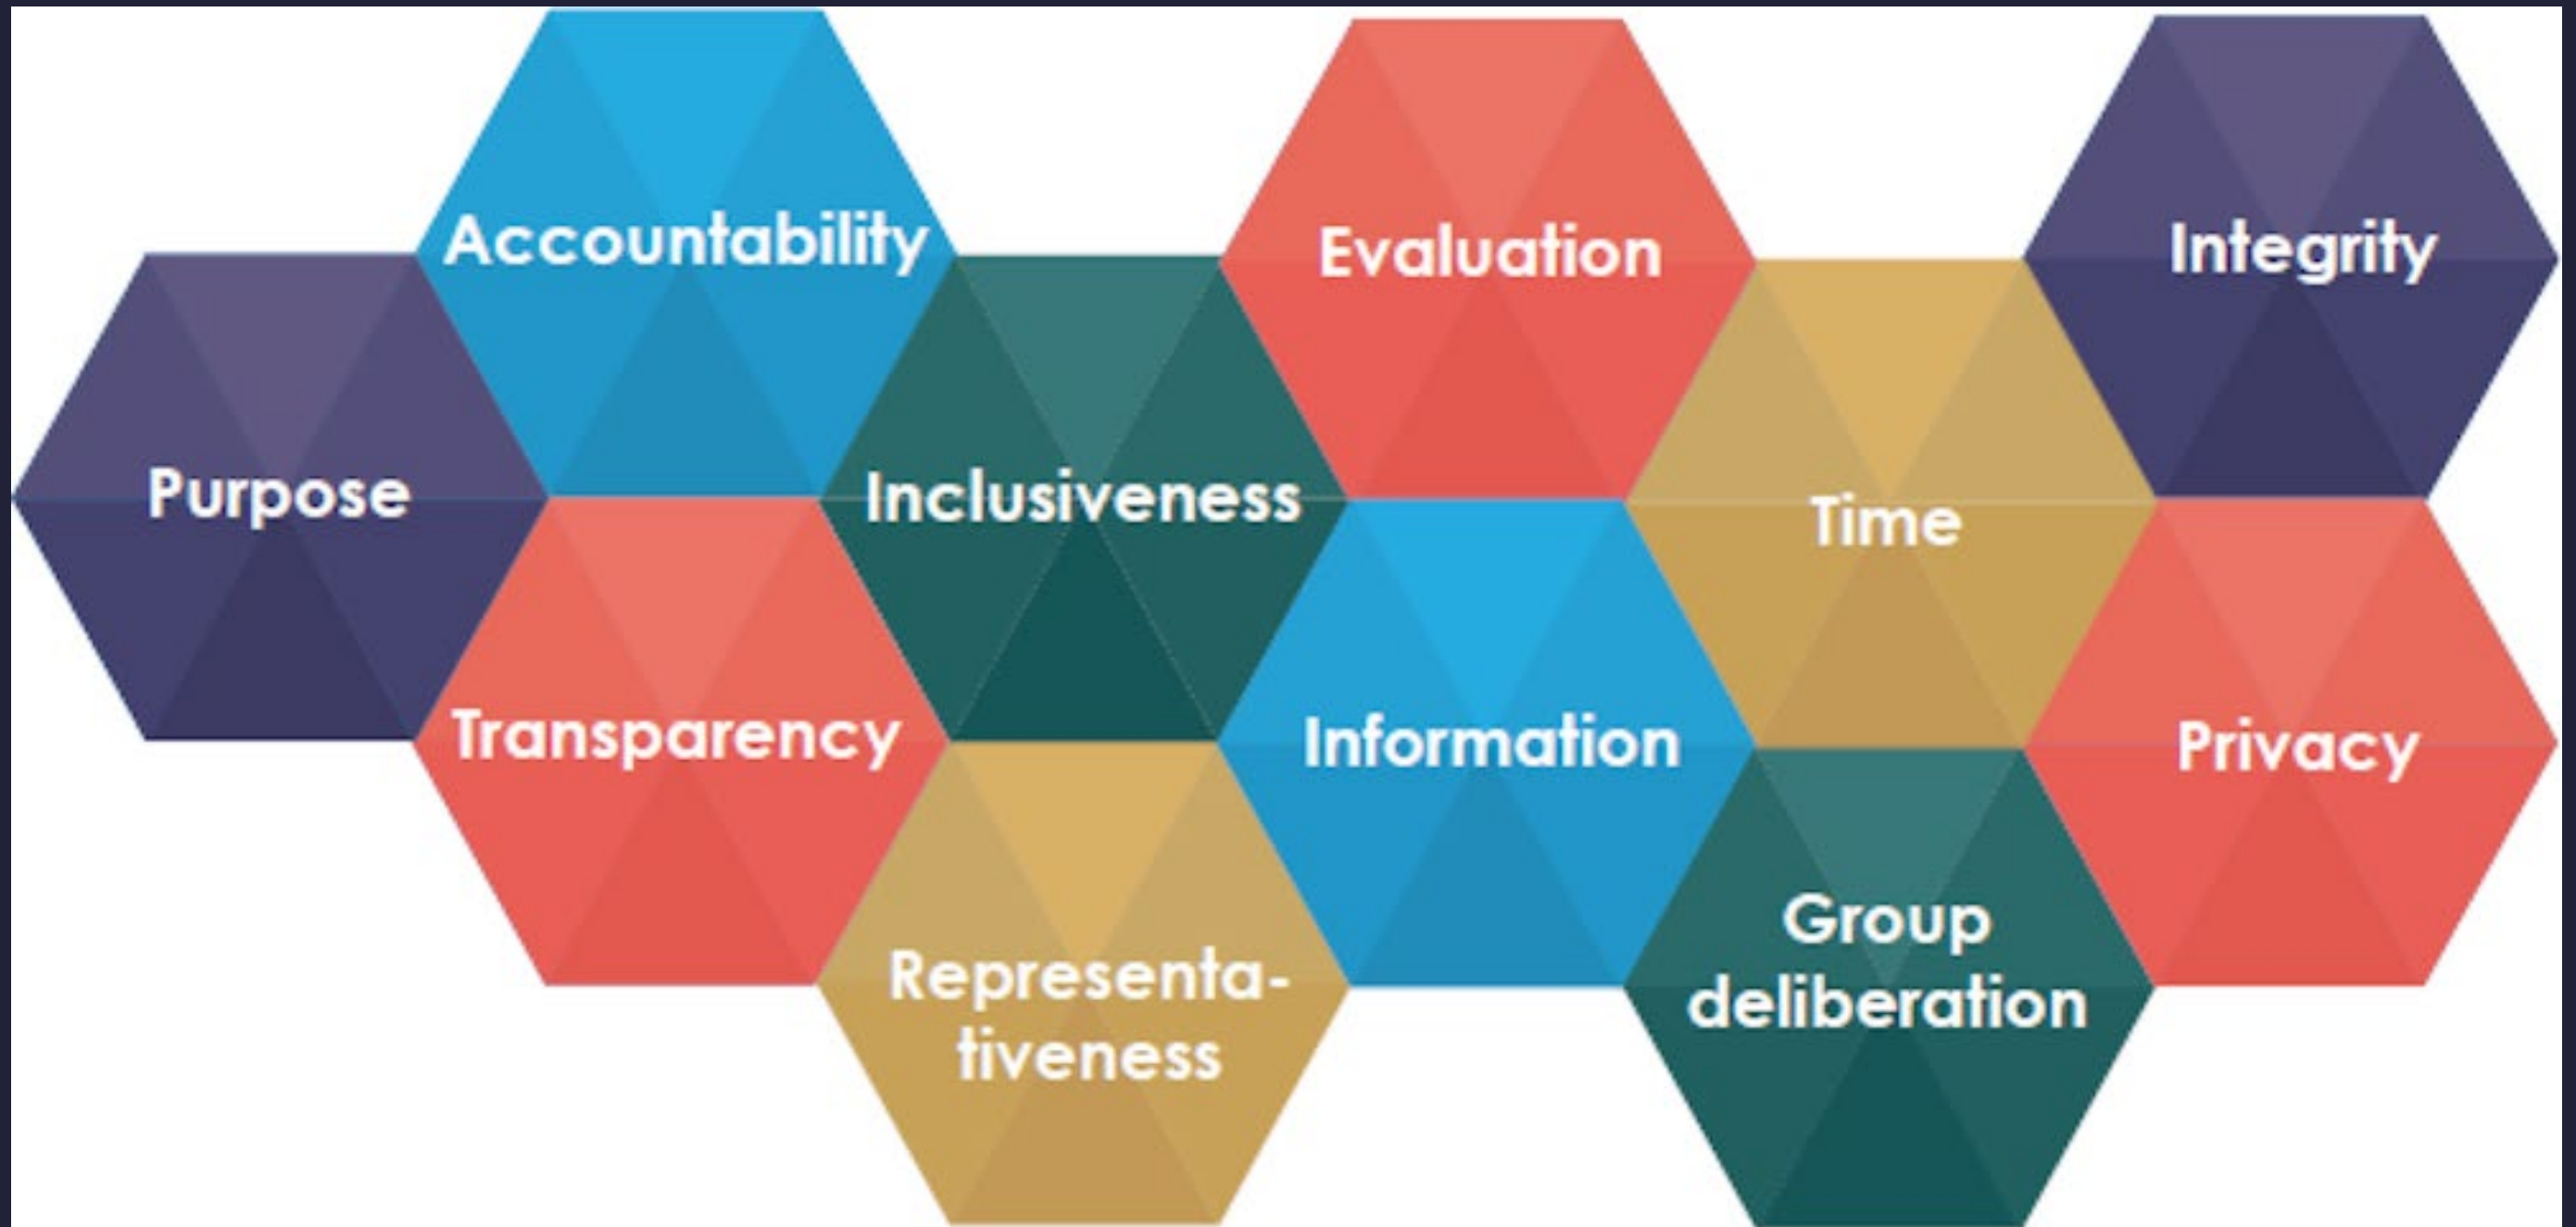 Accountability
Evaluation
Integrity
Purpose
Inclusiveness
Time
Transparency
Information
Privacy
Representa-
tiveness
Group
deliberation